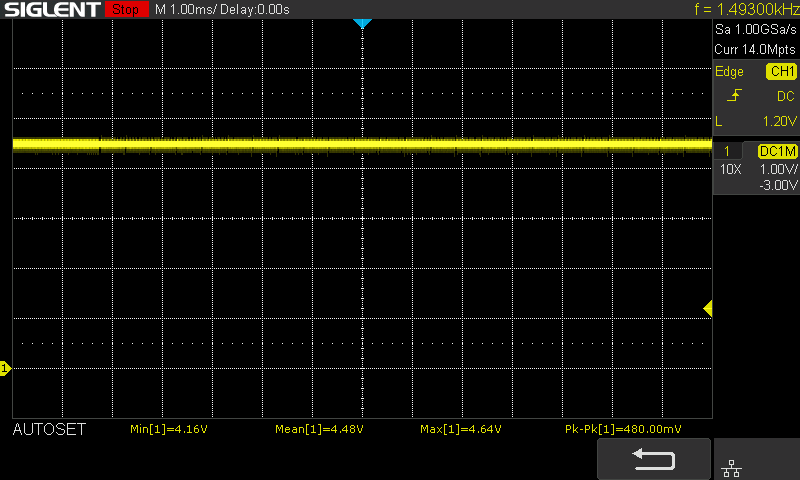 SIGLENT Stop M 1.00ms/ Delay:0.00s f = 1.49300kHz
Sa 1.00GSa/s
Curr 14.0Mpts
Edge CH1
DC
L 1.20V
1 DC1M
10X 1.00V/
-3.00V
1
AUTOSET Min[1]=4.16V Mean[1]=4.48V Max[1]=4.64V Pk-Pk[1]=480.00mV